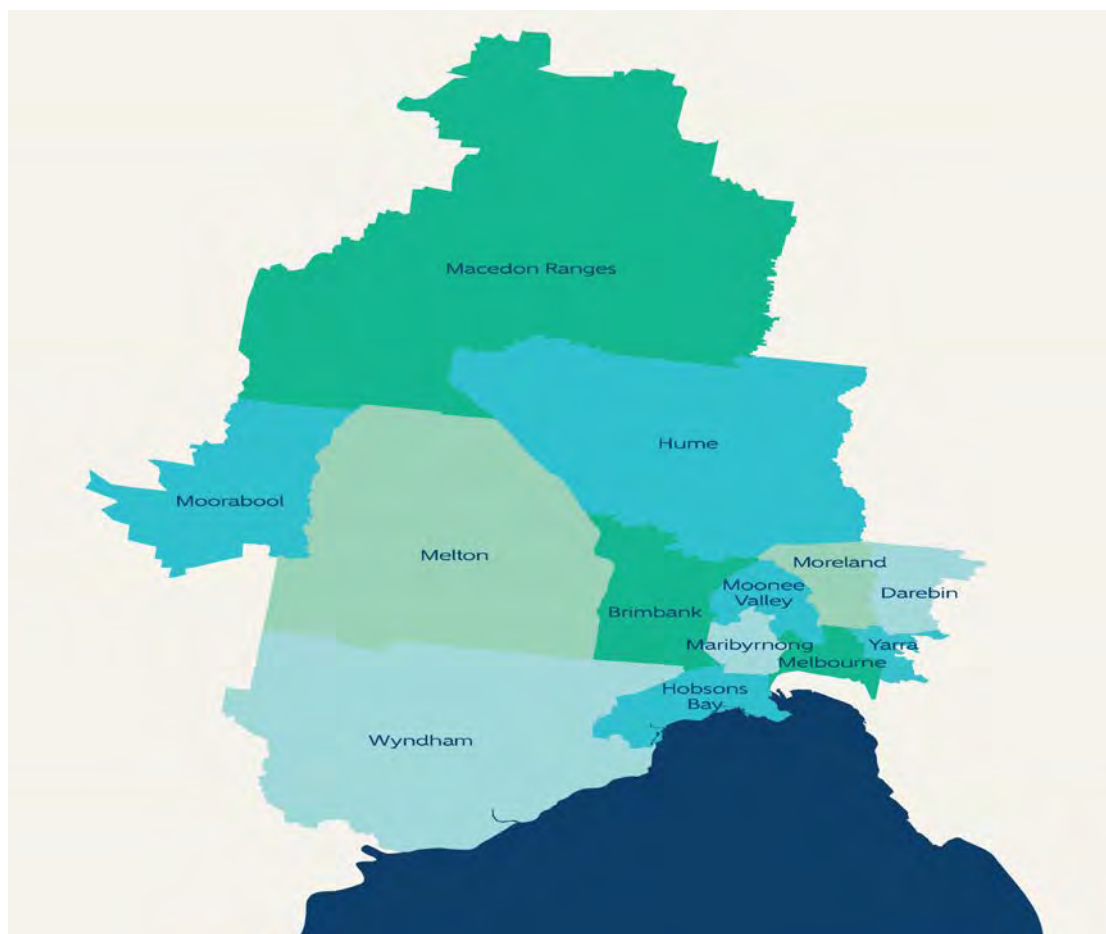 Macedon Ranges
Hume
Moorabool
Melton
Moreland
Moonee
Valley
Darebin
Brimbank
Maribyrnong
Yarra
Melbourne
Hobsons
Bay
Wyndham